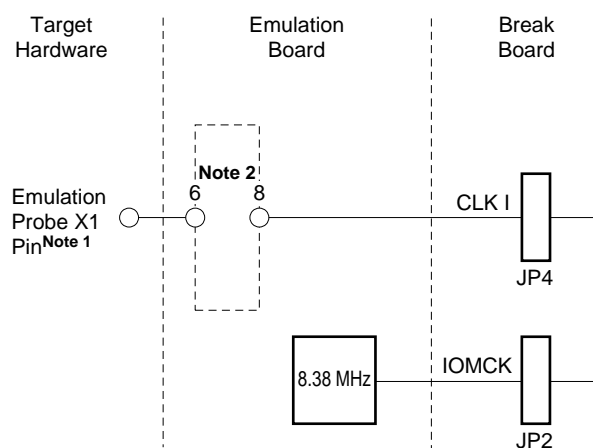 Target
Hardware
Emulation
Board
Break
Board
Note 2
6 8
Emulation
Probe X1
PinNote 1
CLK I
JP4
8.38 MHz
IOMCK
JP2